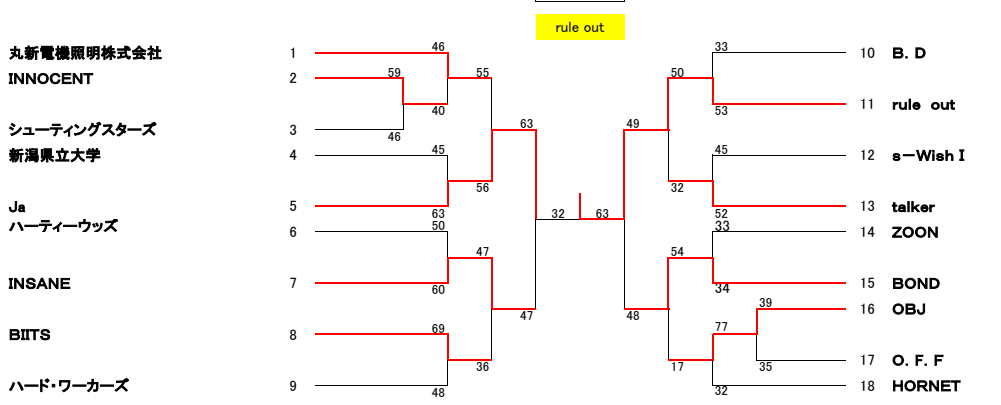 rule out
丸新電機照明株式会社 1 46 33 10 B. D
INNOCENT 2 59 55 50
40 53 11 rule out
シューティングスターズ 3 46 63 49
新潟県立大学 4 45 45 12 s－Wish I
56 32
Ja 5 63 32 63 52 13 talker
ハーティーウッズ 6 50 33 14 ZOON
47 54
INSANE 7 60 34 15 BOND
47 48 39 16 OBJ
BIITS 8 69 77
36 17 35 17 O. F. F
ハード・ワーカーズ 9 48 32 18 HORNET